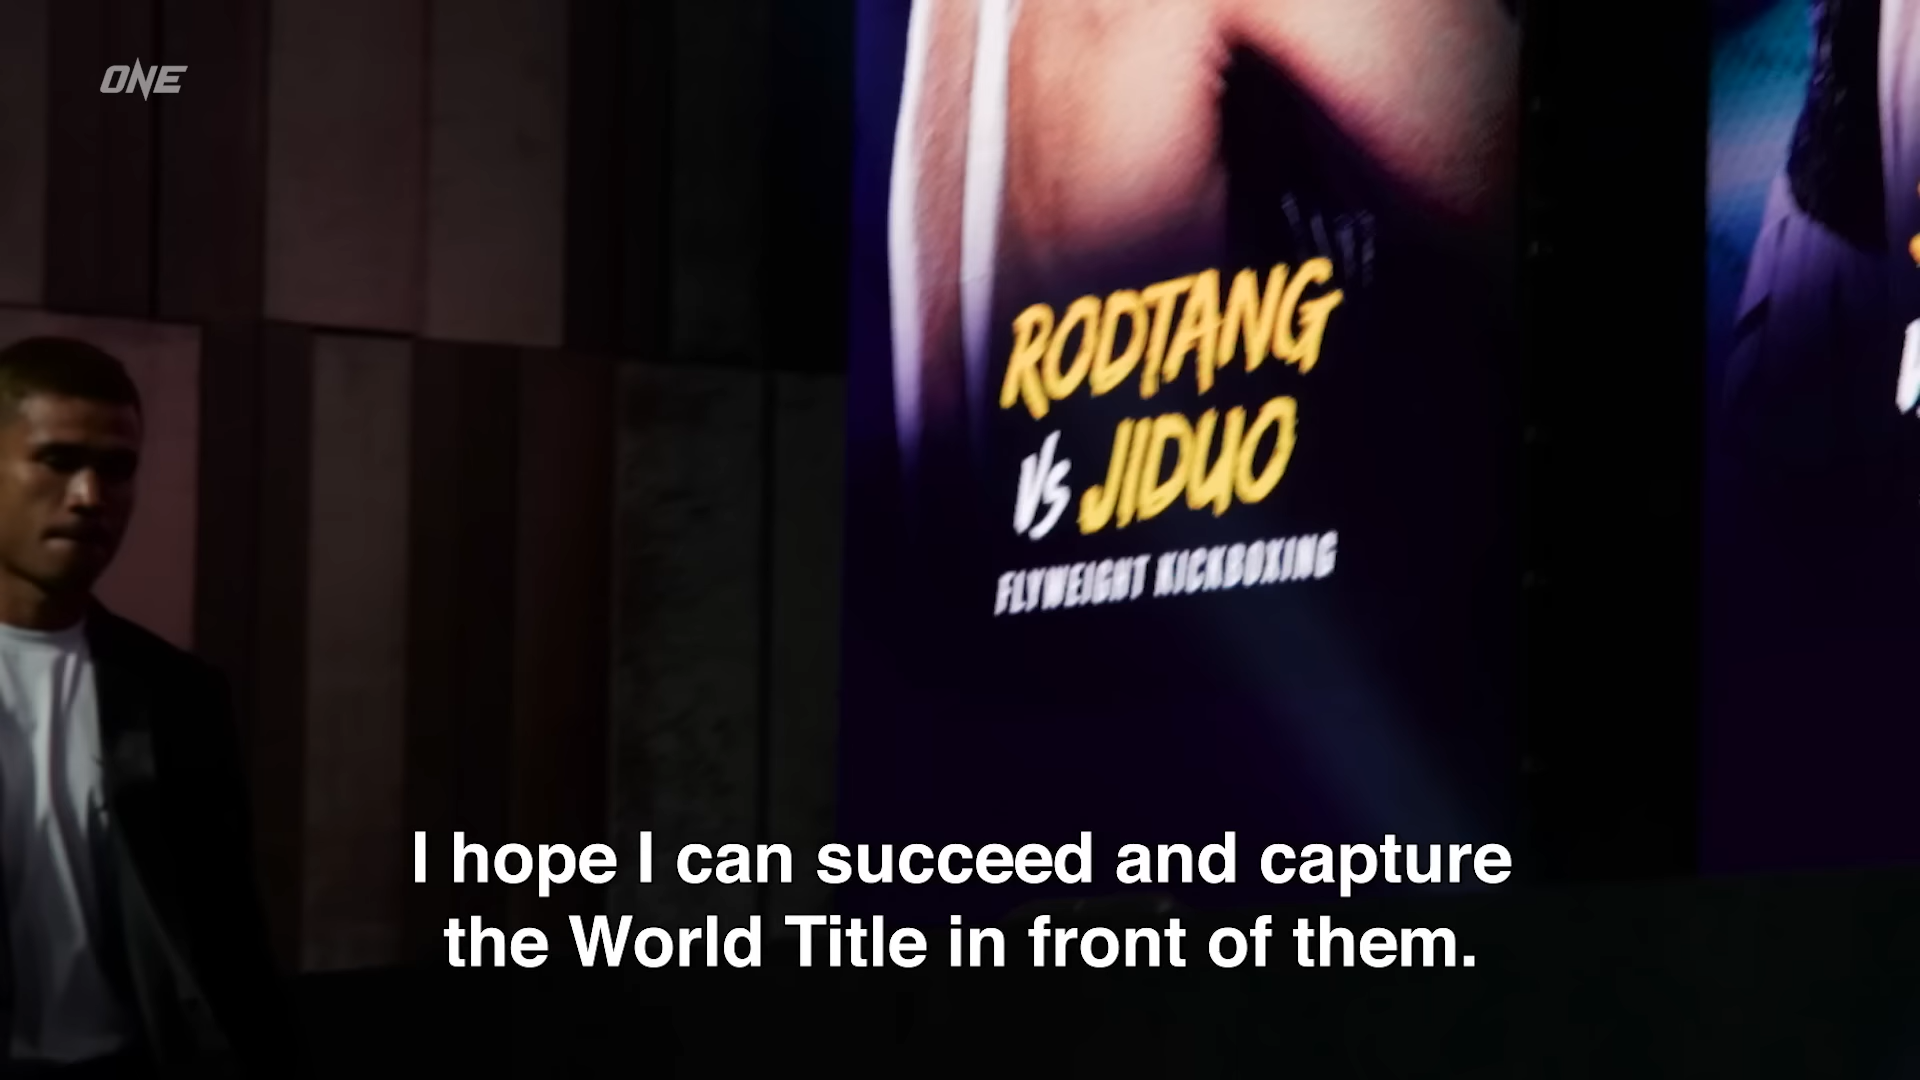 ONE
RODTANG
VS JIDUO
FLYWEIGHT KICKBOXING
I hope I can succeed and capture
the World Title in front of them.